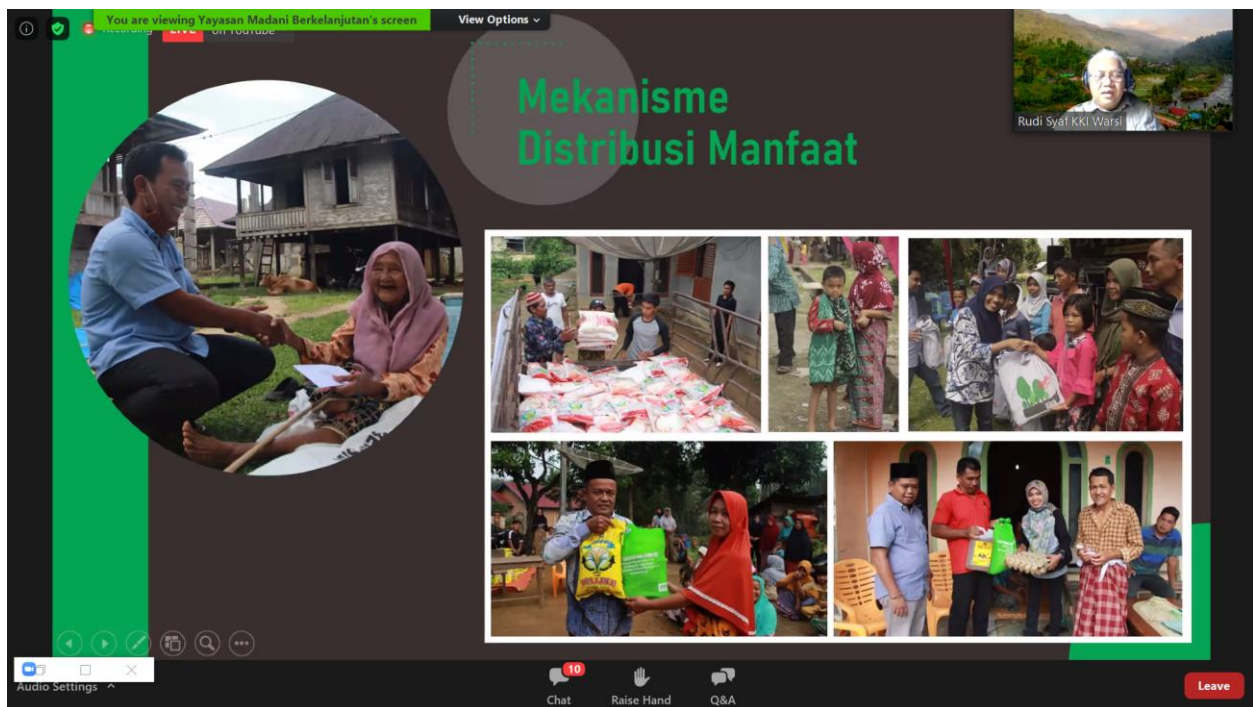 You are viewing Yayasan Madani Berkelanjutan's screen
View Options
Recording
LIVE on YouTube
Mekanisme
Distribusi Manfaat
Rudi Syaf KKI Warsi
10
Audio Settings
Chat
Raise Hand
Q&A
Leave